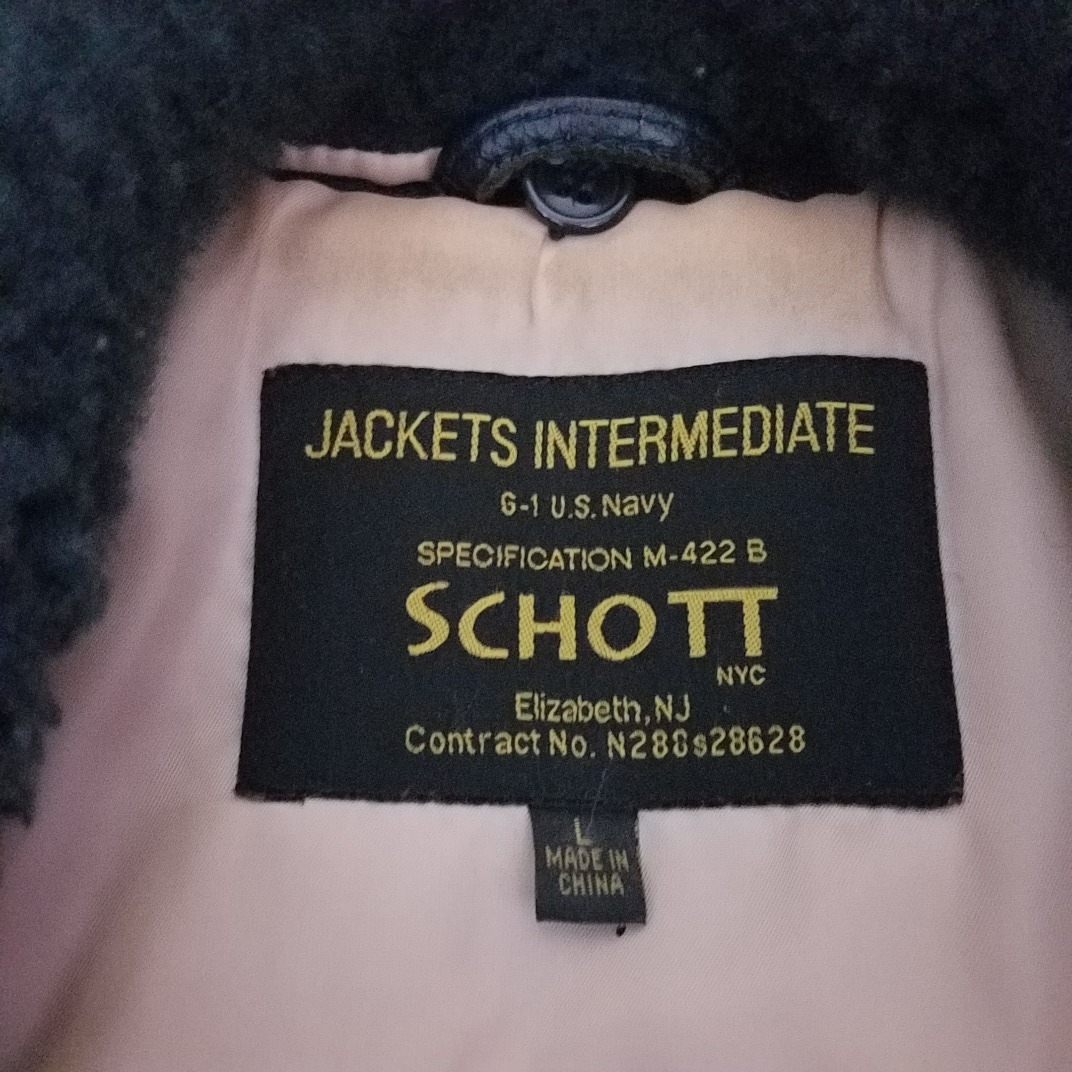 JACKETS INTERMEDIATE
G-1 U.S. Navy
SPECIFICATION M-422 B
SCHOTT
NYC
Elizabeth, NJ
Contract No. N288s28628
L
MADE IN
CHINA